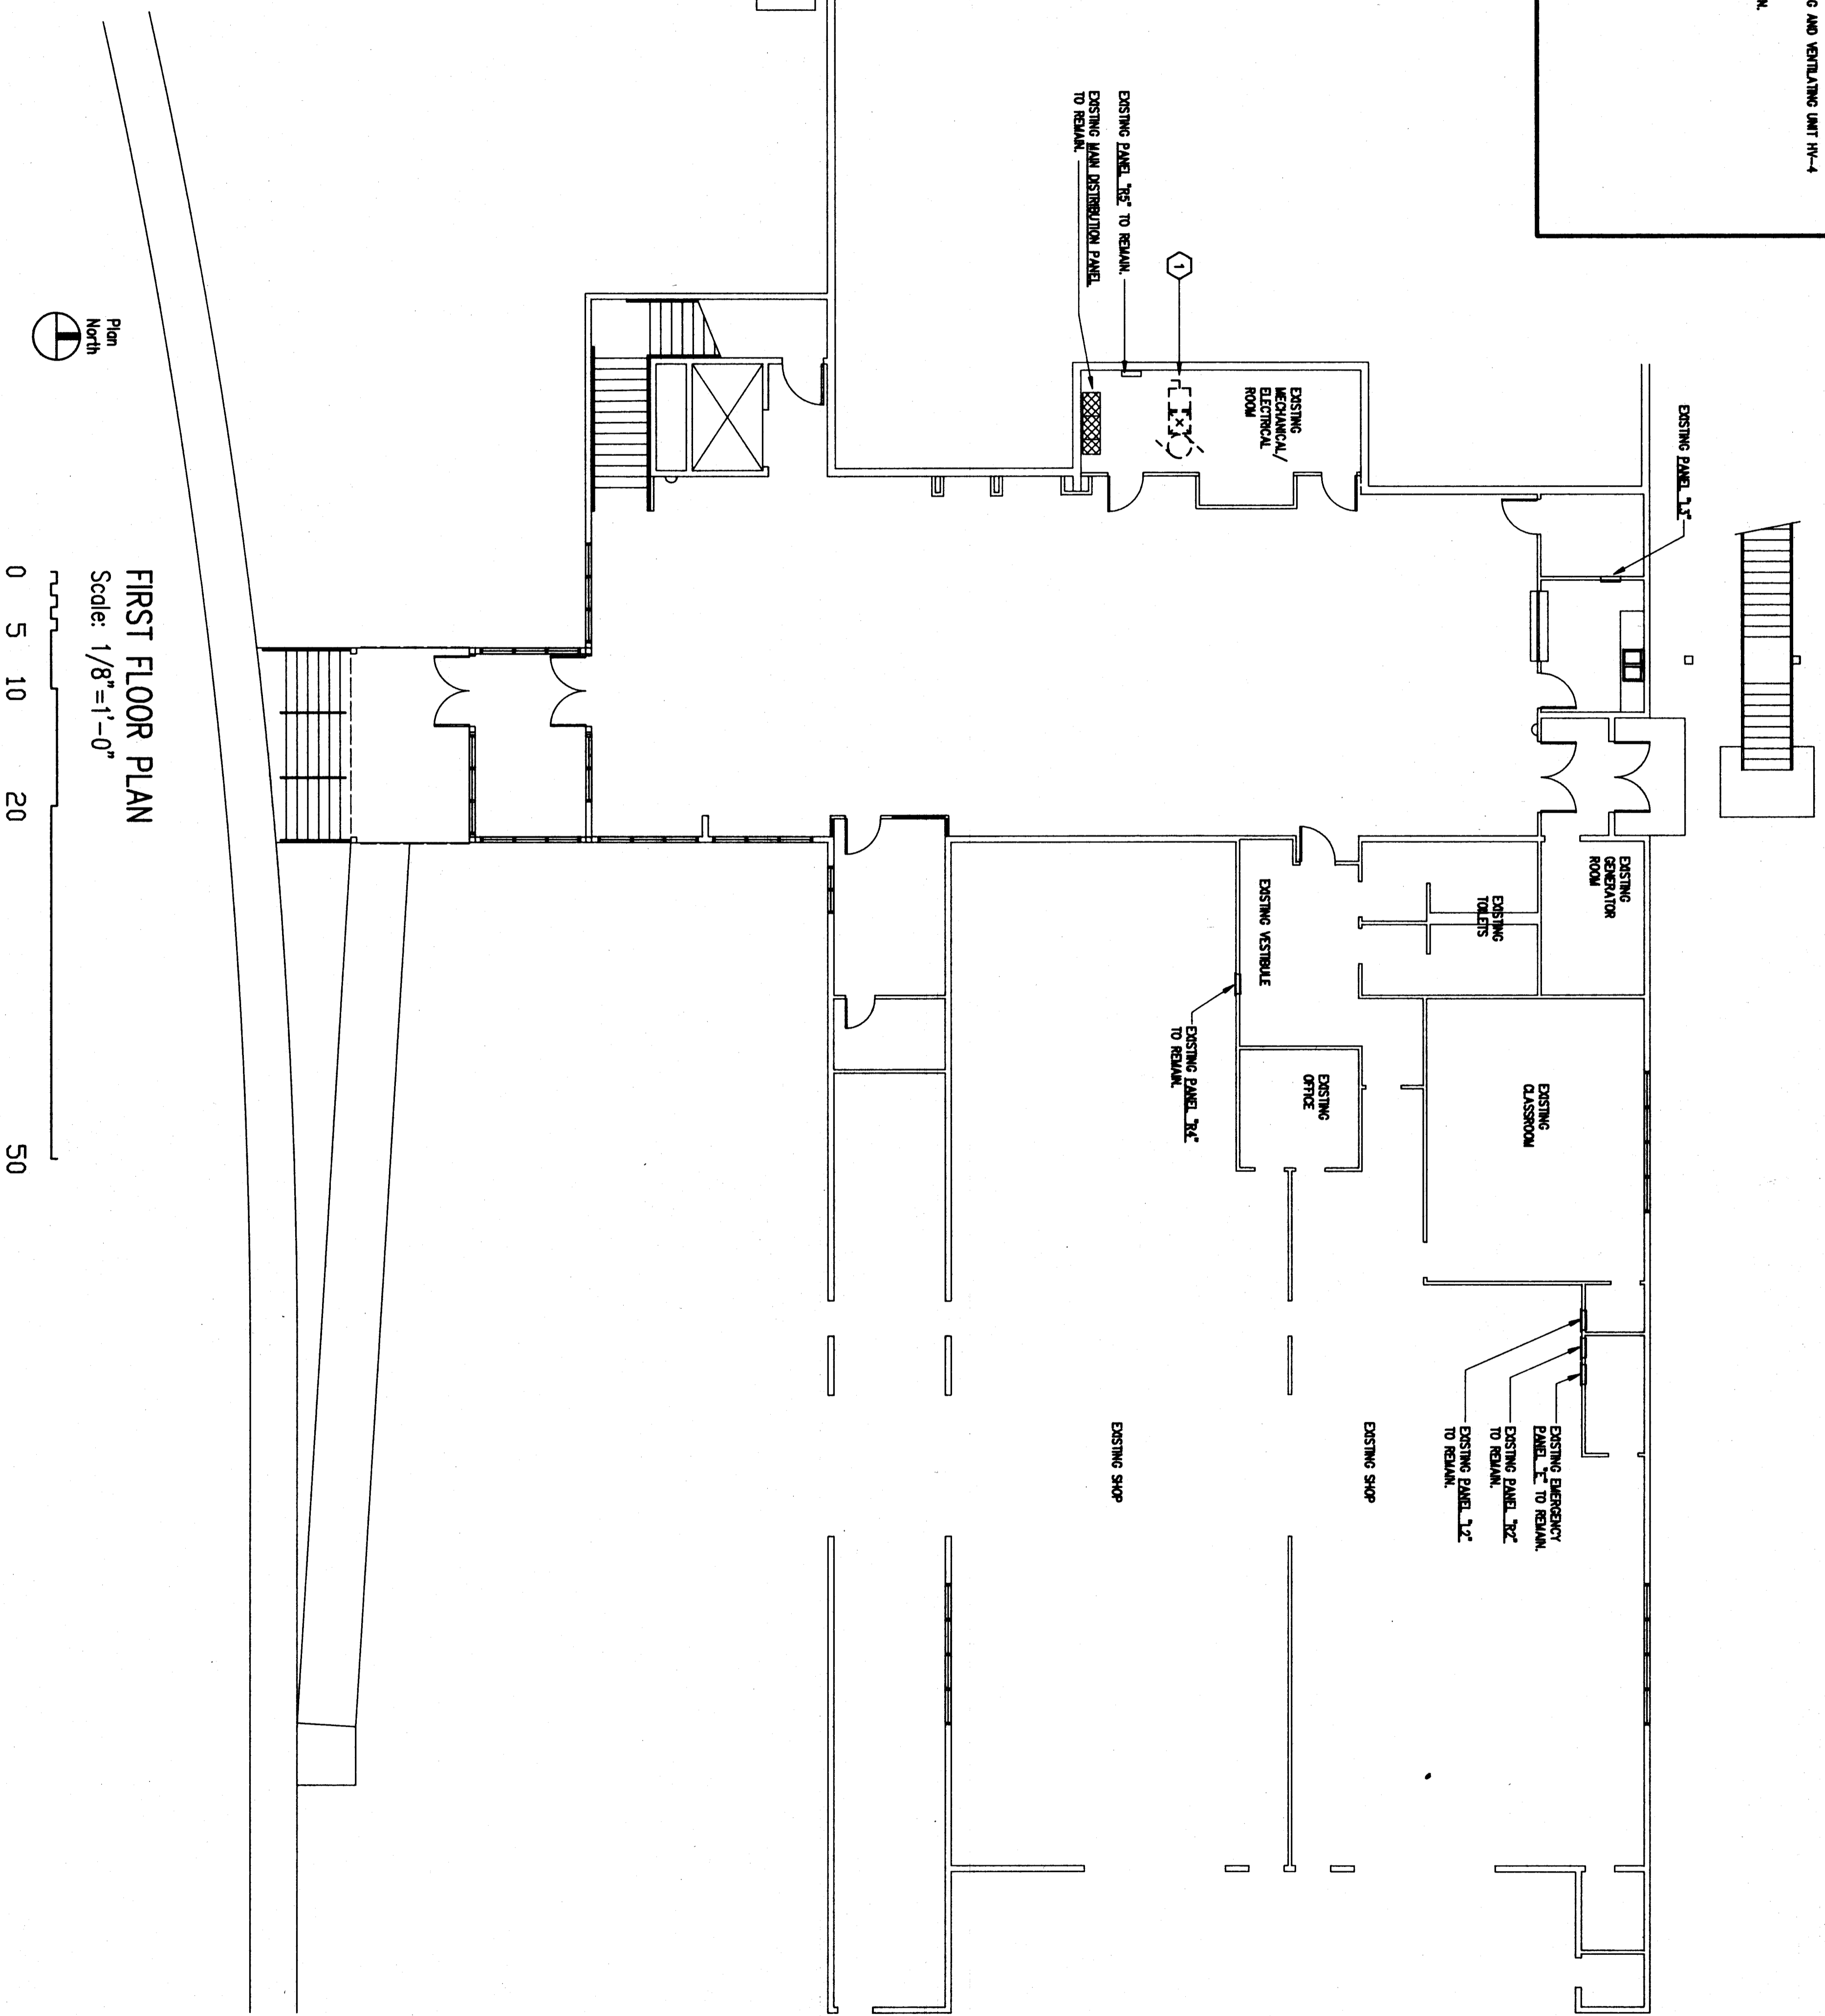 G AND VENTILATING UNIT HV-4
N.
EXISTING PANEL "L3"
EXISTING
MECHANICAL/
ELECTRICAL
ROOM
1
EXISTING PANEL "R5" TO REMAIN.
EXISTING MAIN DISTRIBUTION PANEL
TO REMAIN.
EXISTING
GENERATOR
ROOM
EXISTING
TOILETS
EXISTING VESTIBULE
EXISTING PANEL "R4"
TO REMAIN.
EXISTING
OFFICE
EXISTING
CLASSROOM
EXISTING EMERGENCY
PANEL "E" TO REMAIN.
EXISTING PANEL "R2"
TO REMAIN.
EXISTING PANEL "L2"
TO REMAIN.
EXISTING SHOP
EXISTING SHOP
Plan
North
FIRST FLOOR PLAN
Scale: 1/8"=1'-0"
0 5 10 20 50